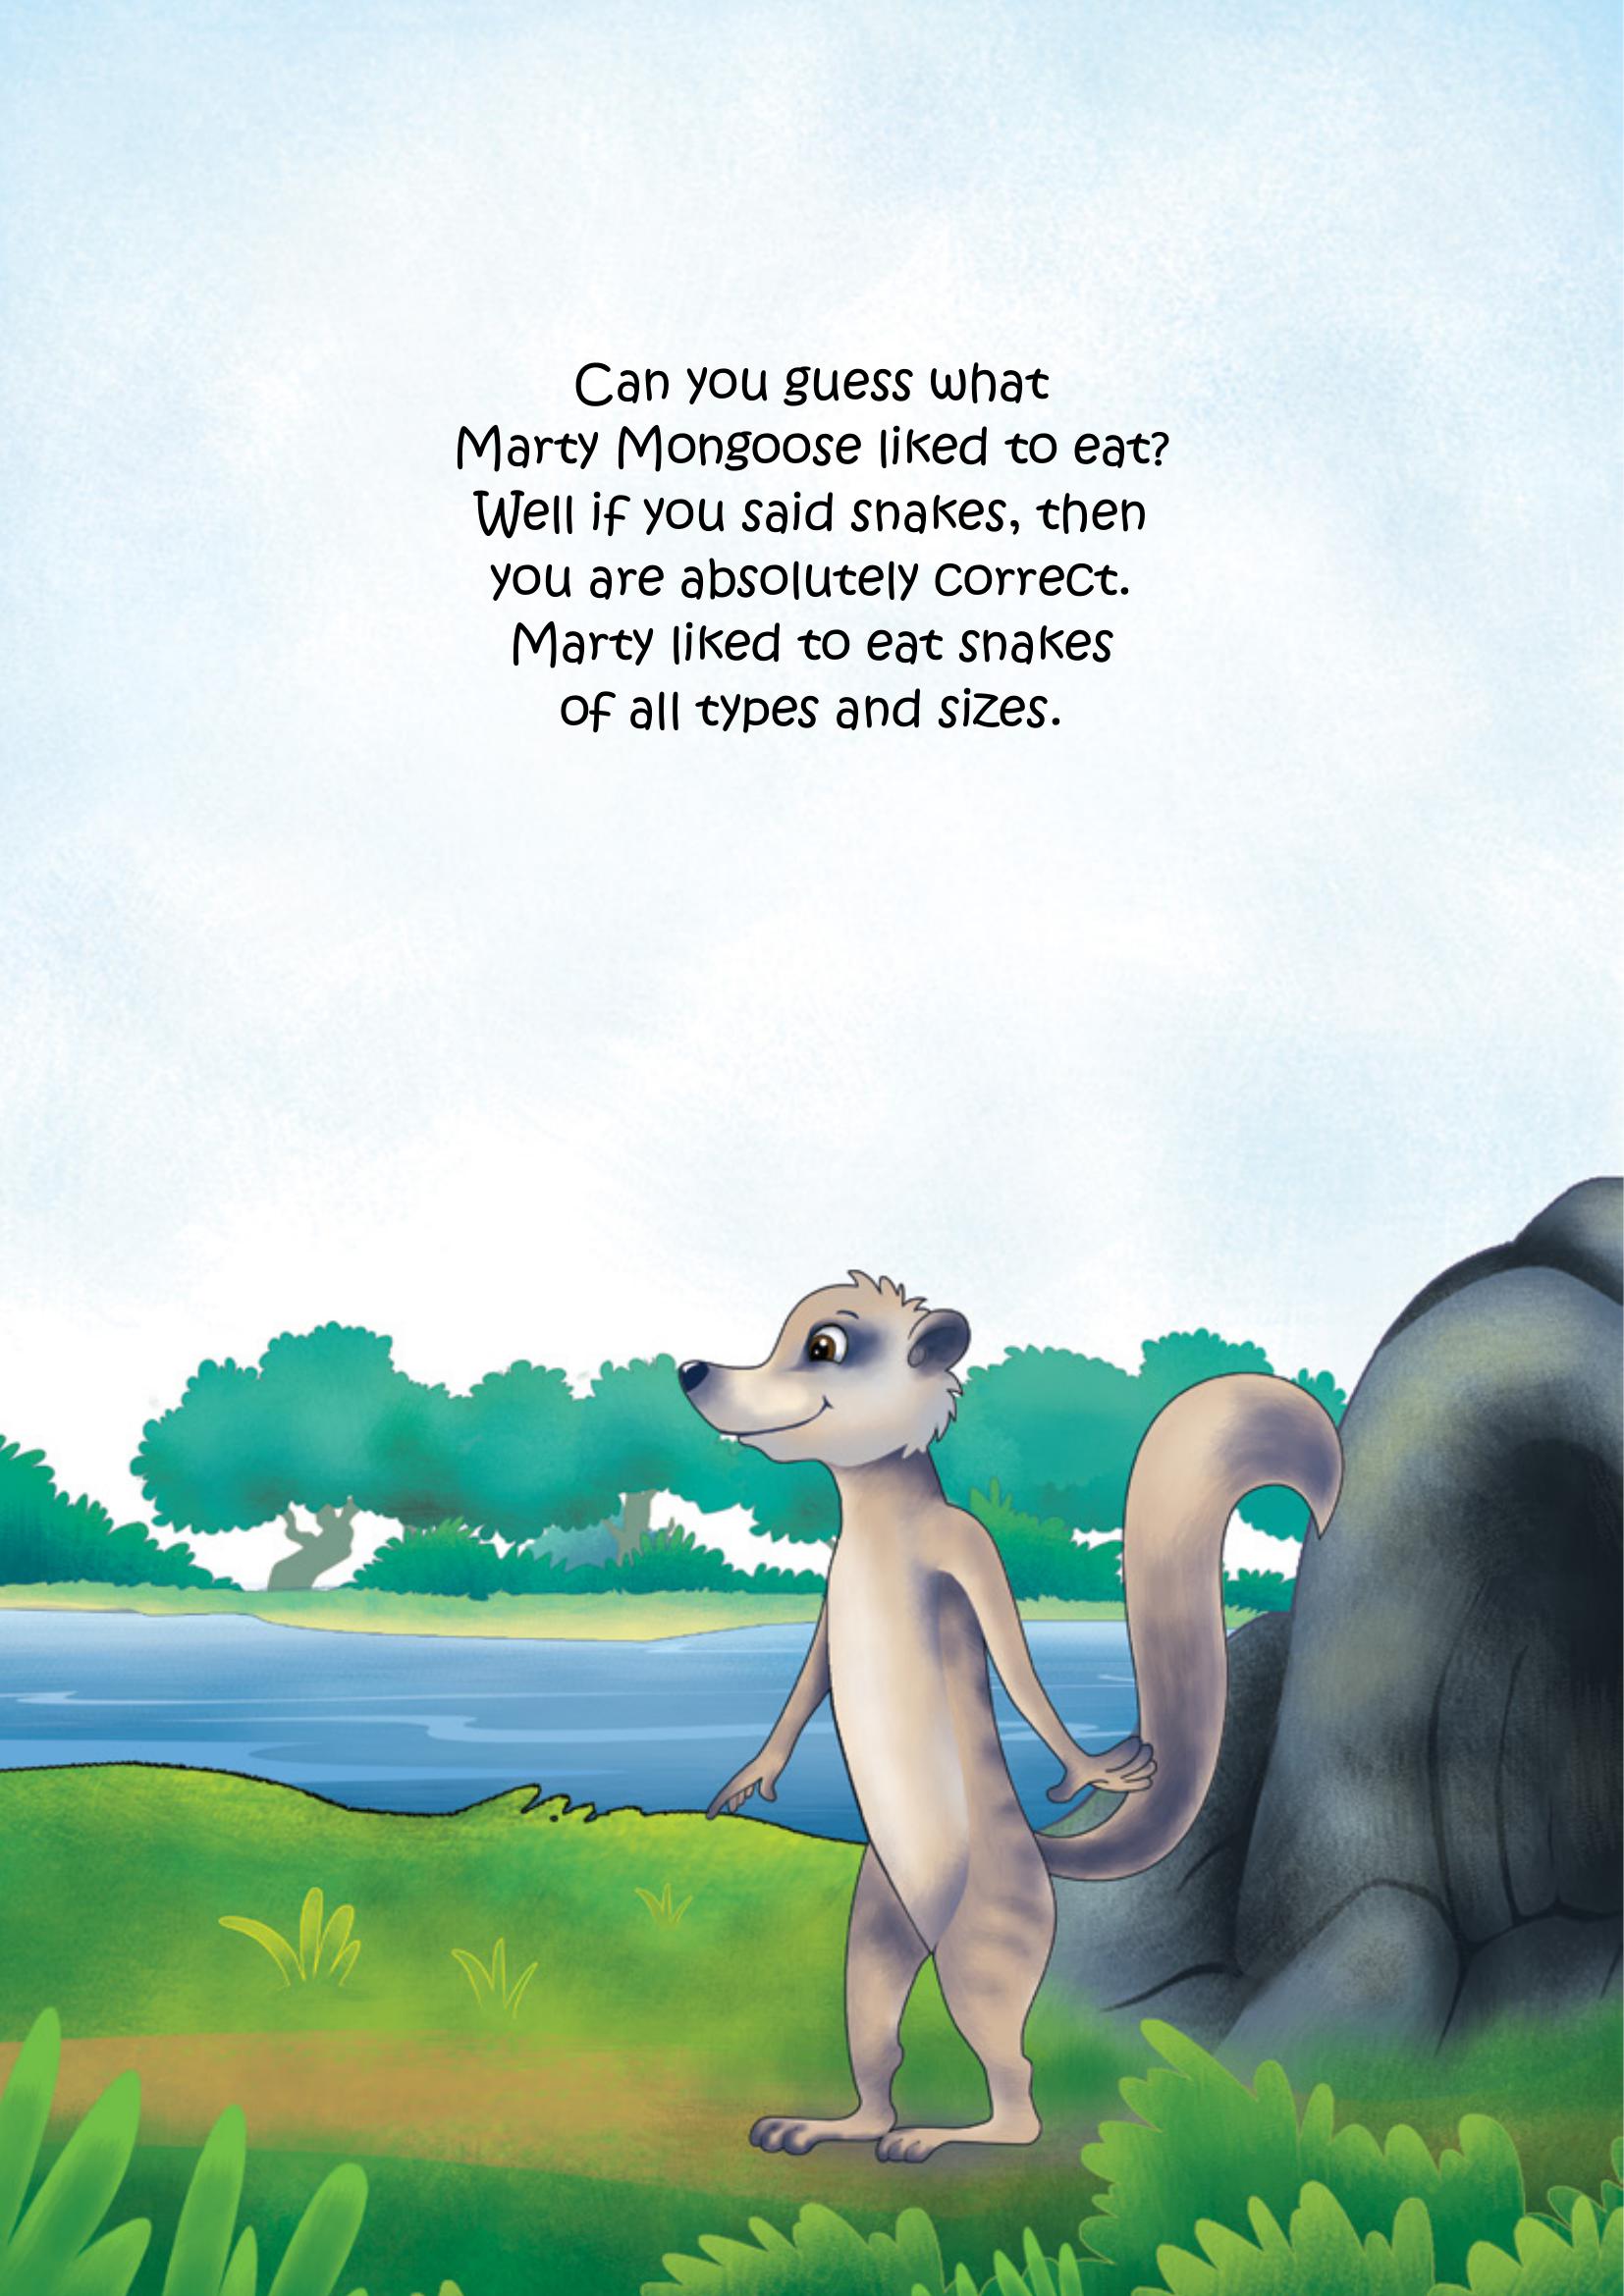 Can you guess what
Marty Mongoose liked to eat?
Well if you said snakes, then
you are absolutely correct.
Marty liked to eat snakes
of all types and sizes.